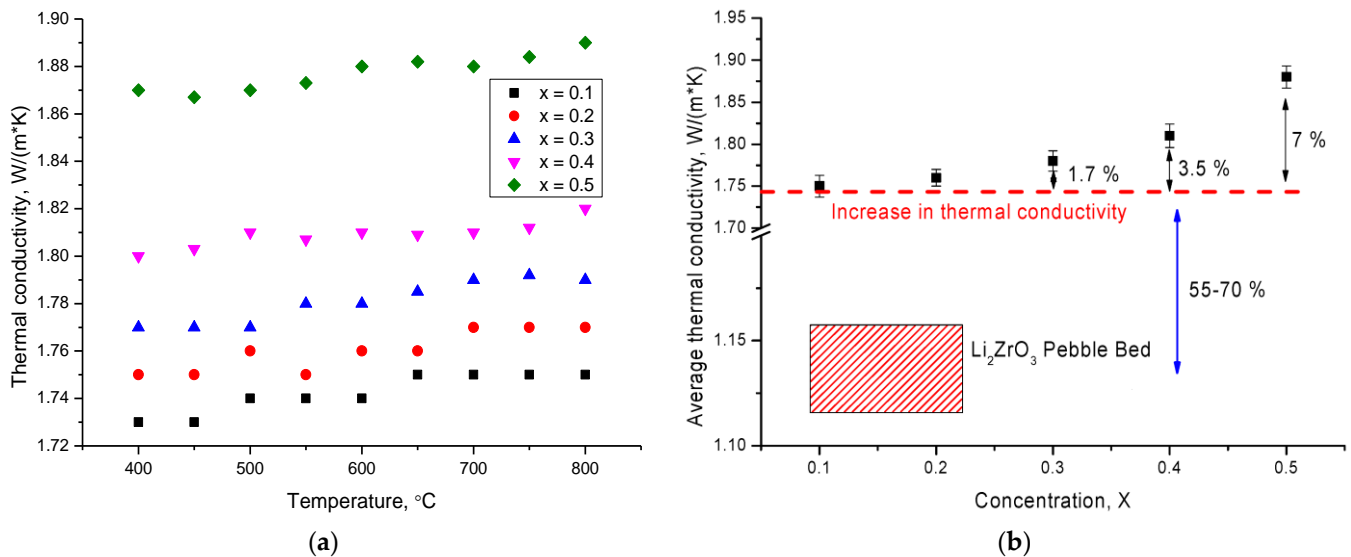 1.90
1.88
1.86
1.84
1.82
1.80
1.78
1.76
1.74
1.72
Thermal conductivity, W/(m*K)
x = 0.1
x = 0.2
x = 0.3
x = 0.4
x = 0.5
400 500 600 700 800
Temperature, °C
(a)
1.95
1.90
1.85
1.80
1.75
1.70
1.15
1.10
Average thermal conductivity, W/(m*K)
7 %
3.5 %
1.7 %
Increase in thermal conductivity
55-70 %
Li₂ZrO₃ Pebble Bed
0.1 0.2 0.3 0.4 0.5
Concentration, X
(b)